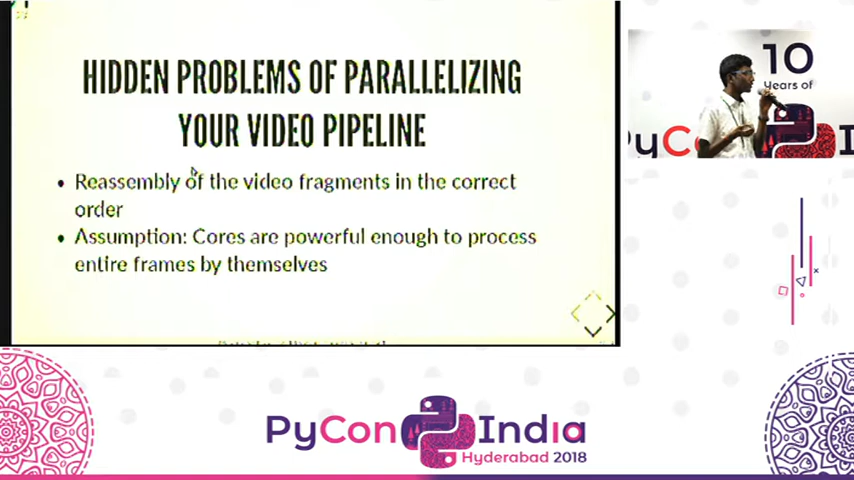 HIDDEN PROBLEMS OF PARALLELIZING
YOUR VIDEO PIPELINE
• Reassembly of the video fragments in the correct
order
• Assumption: Cores are powerful enough to process
entire frames by themselves
10
Years of
yC
I
PyCon India
Hyderabad 2018